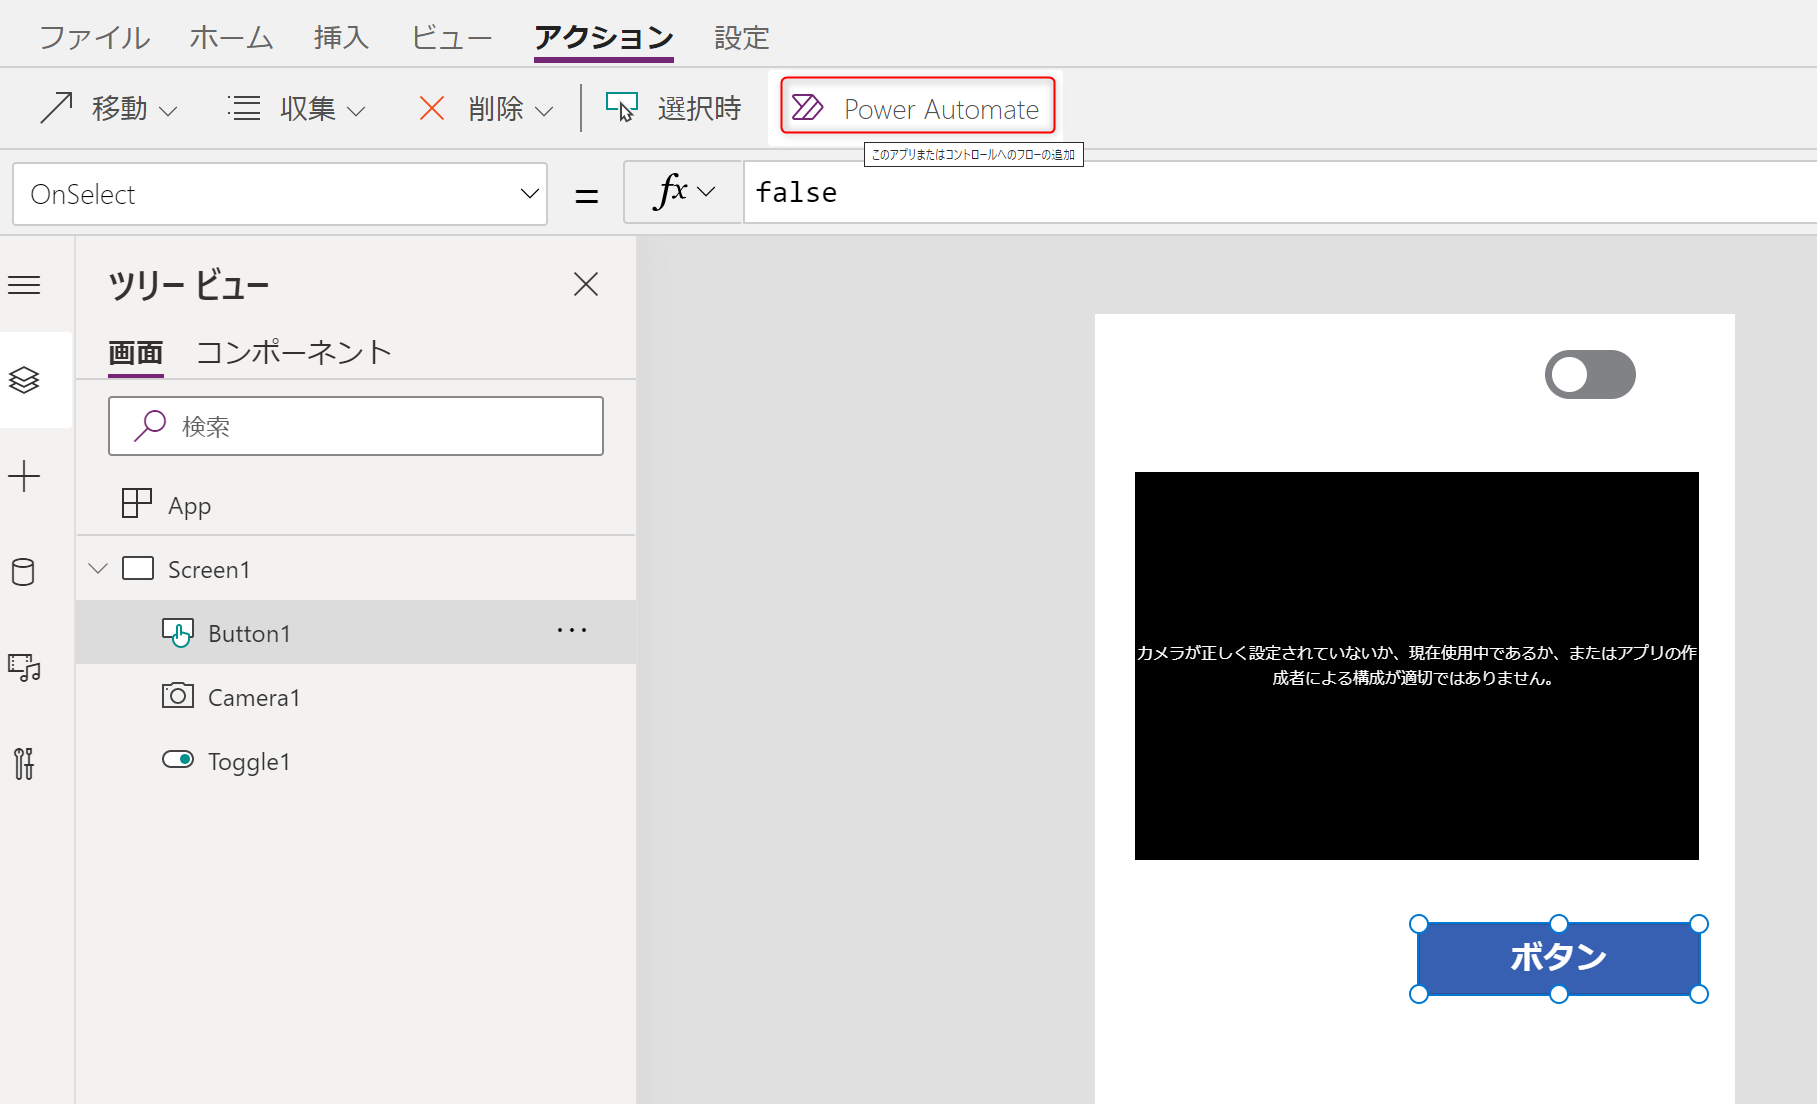 ファイル ホーム 挿入 ビュー アクション 設定
移動 収集 削除 選択時 Power Automate
このアプリまたはコントロールへのフローの追加
OnSelect = fx false
ツリー ビュー
画面 コンポーネント
検索
App
Screen1
Button1 ...
Camera1
Toggle1
カメラが正しく設定されていないか、現在使用中であるか、またはアプリの作
成者による構成が適切ではありません。
ボタン